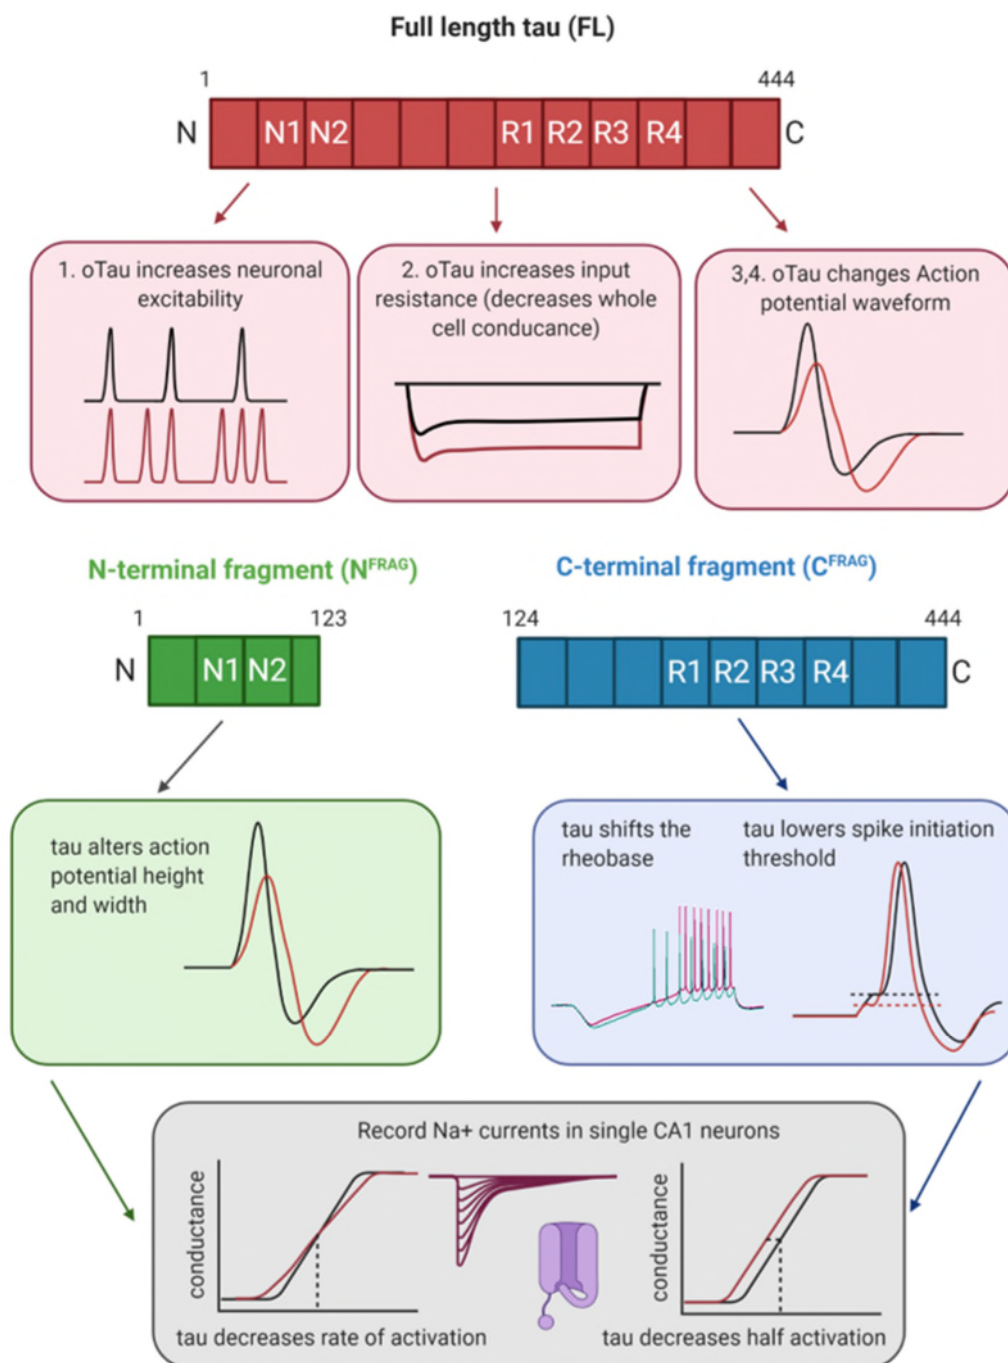 Full length tau (FL)
1
444
N
N1
N2
R1
R2
R3
R4
C
1. oTau increases neuronal
excitability
2. oTau increases input
resistance (decreases whole
cell conducance)
3,4. oTau changes Action
potential waveform
N-terminal fragment (N^FRAG)
1
123
N
N1
N2
C-terminal fragment (C^FRAG)
124
444
R1
R2
R3
R4
C
tau alters action
potential height
and width
tau shifts the
rheobase
tau lowers spike initiation
threshold
Record Na+ currents in single CA1 neurons
conductance
tau decreases rate of activation
conductance
tau decreases half activation